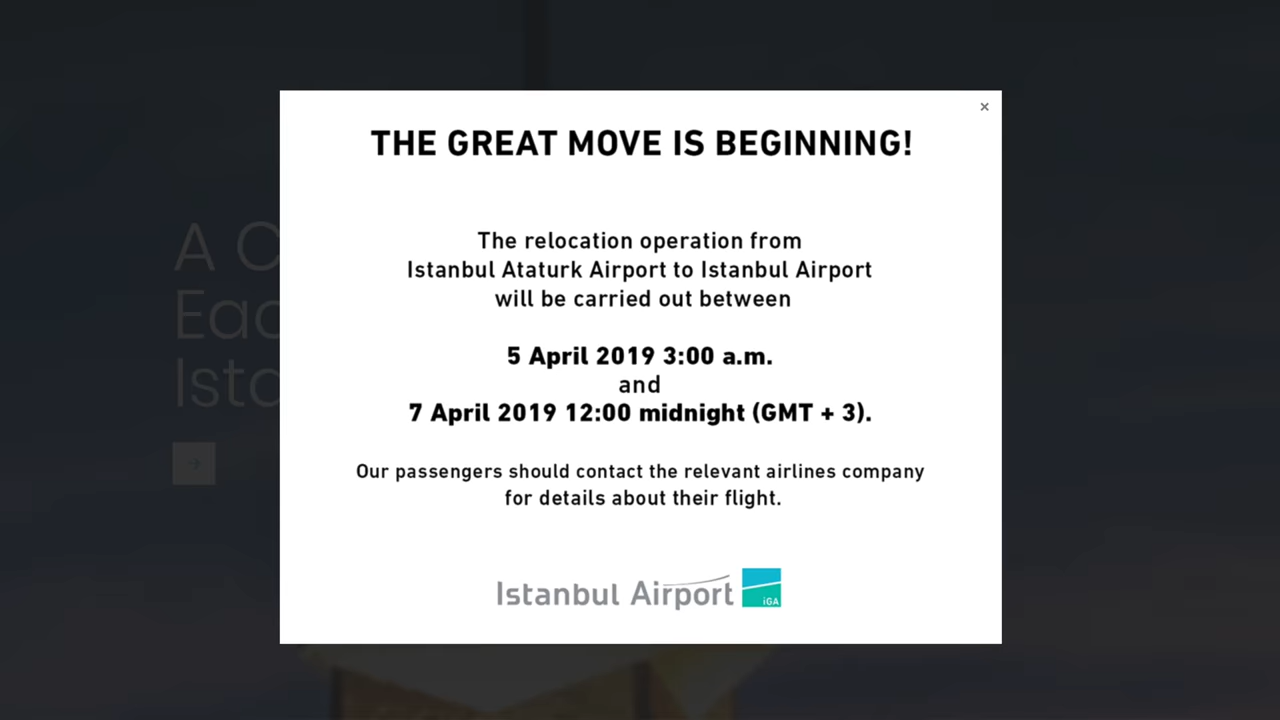 THE GREAT MOVE IS BEGINNING!
The relocation operation from
Istanbul Ataturk Airport to Istanbul Airport
will be carried out between
5 April 2019 3:00 a.m.
and
7 April 2019 12:00 midnight (GMT + 3).
Our passengers should contact the relevant airlines company
for details about their flight.
Istanbul Airport
iGA
A